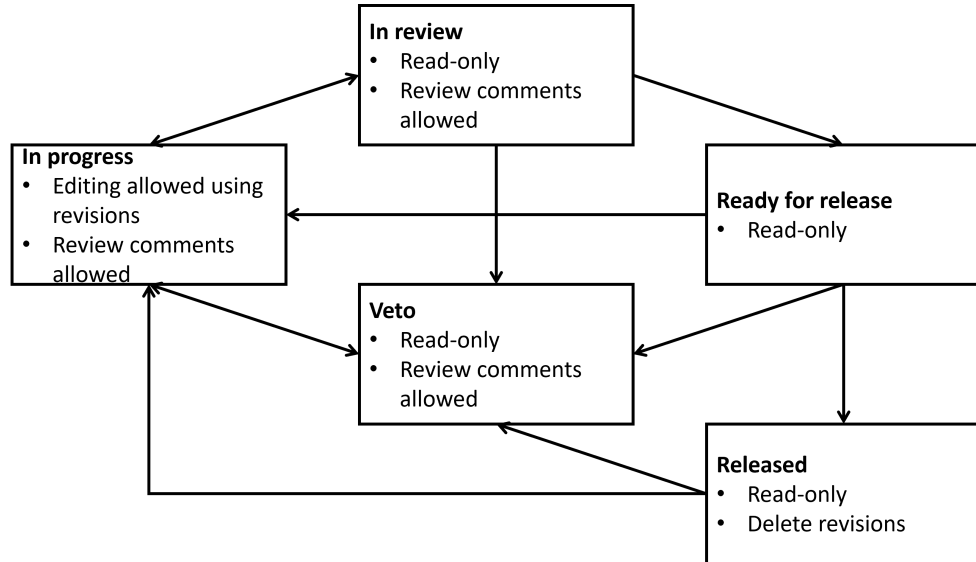 In review
• Read-only
• Review comments
allowed
In progress
• Editing allowed using
revisions
• Review comments
allowed
Ready for release
• Read-only
Veto
• Read-only
• Review comments
allowed
Released
• Read-only
• Delete revisions